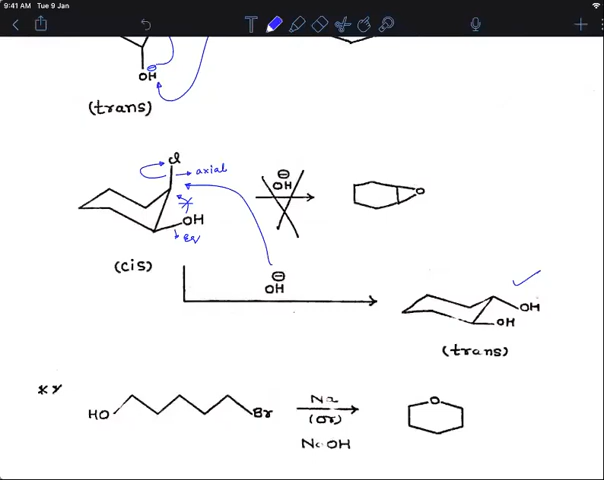 9:41 AM Tue 9 Jan
T
OH
(trans)
Cl
axial
OH
OH
eq
O
(cis)
OH
OH
OH
(trans)
HO
Br
Na
(or)
NaOH
O